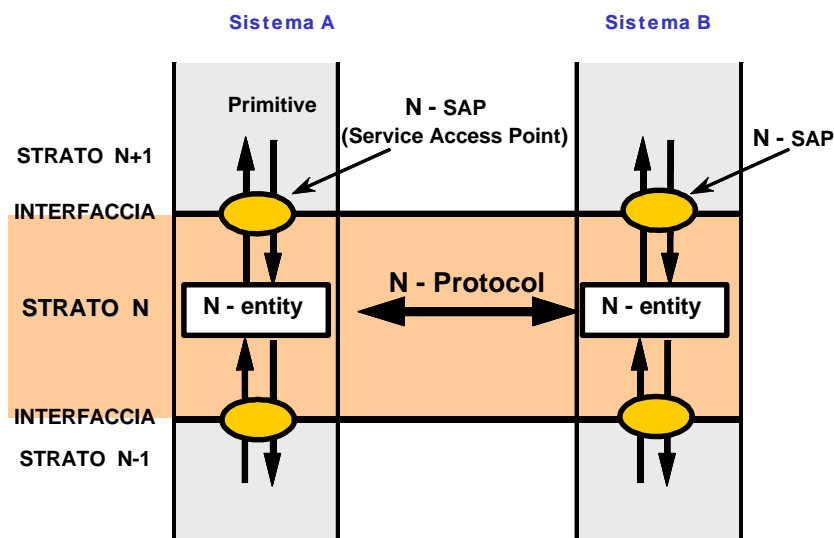 Sistema A
Sistema B
Primitive
N - SAP
(Service Access Point)
N - SAP
STRATO N+1
INTERFACCIA
STRATO N
N - entity
N - Protocol
N - entity
INTERFACCIA
STRATO N-1